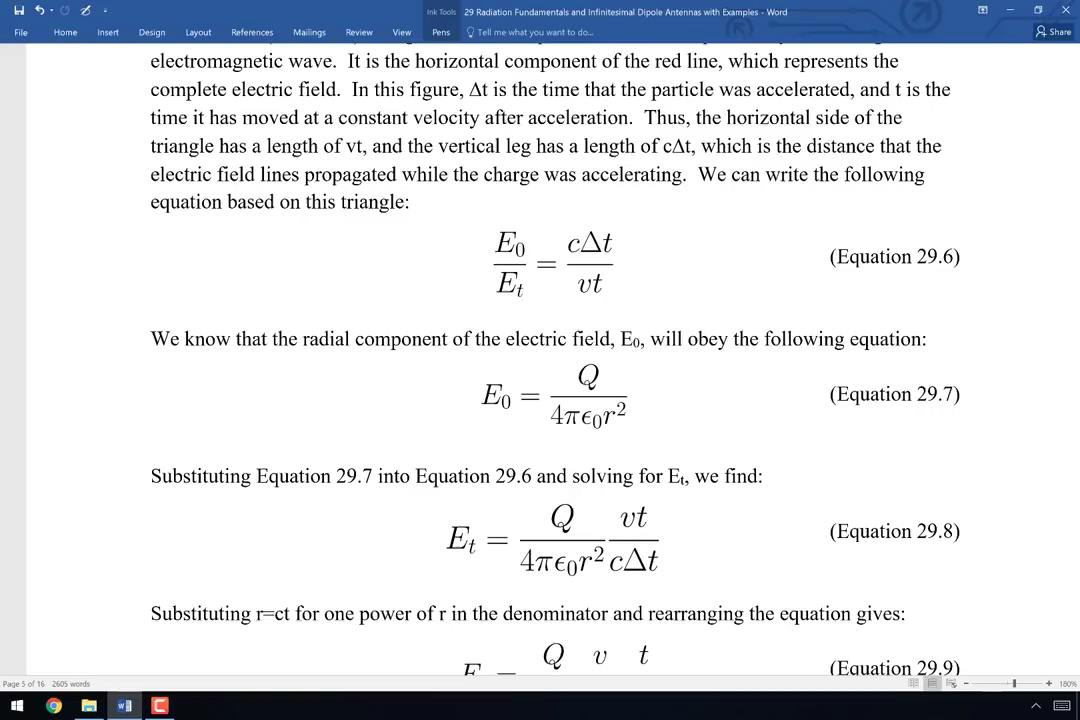 Ink Tools
29 Radiation Fundamentals and Infinitesimal Dipole Antennas with Examples - Word
File Home Insert Design Layout References Mailings Review View Pens Tell me what you want to do... Share
electromagnetic wave. It is the horizontal component of the red line, which represents the
complete electric field. In this figure, Δt is the time that the particle was accelerated, and t is the
time it has moved at a constant velocity after acceleration. Thus, the horizontal side of the
triangle has a length of vt, and the vertical leg has a length of cΔt, which is the distance that the
electric field lines propagated while the charge was accelerating. We can write the following
equation based on this triangle:
E₀/Eₜ = cΔt/vt (Equation 29.6)
We know that the radial component of the electric field, E₀, will obey the following equation:
E₀ = Q/4πϵ₀r² (Equation 29.7)
Substituting Equation 29.7 into Equation 29.6 and solving for Eₜ, we find:
Eₜ = Q/4πϵ₀r² vt/cΔt (Equation 29.8)
Substituting r=ct for one power of r in the denominator and rearranging the equation gives:
Q v t (Equation 29.9)
Page 5 of 16 2605 words 180%